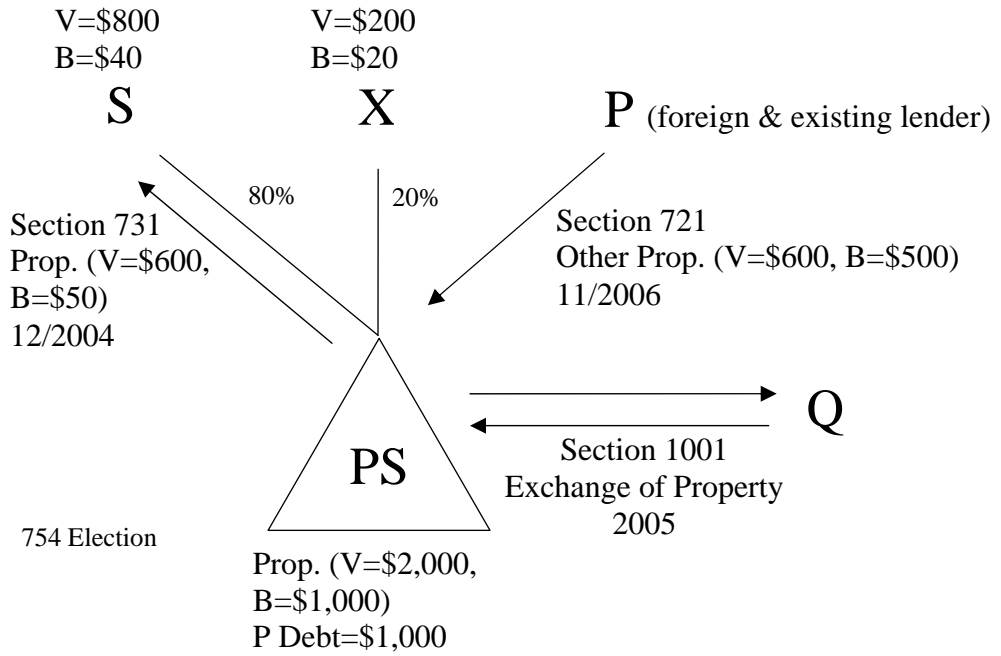 V=$800
B=$40
S
V=$200
B=$20
X
P (foreign & existing lender)
80%
20%
Section 731
Prop. (V=$600,
B=$50)
12/2004
Section 721
Other Prop. (V=$600, B=$500)
11/2006
Q
Section 1001
Exchange of Property
2005
PS
754 Election
Prop. (V=$2,000,
B=$1,000)
P Debt=$1,000